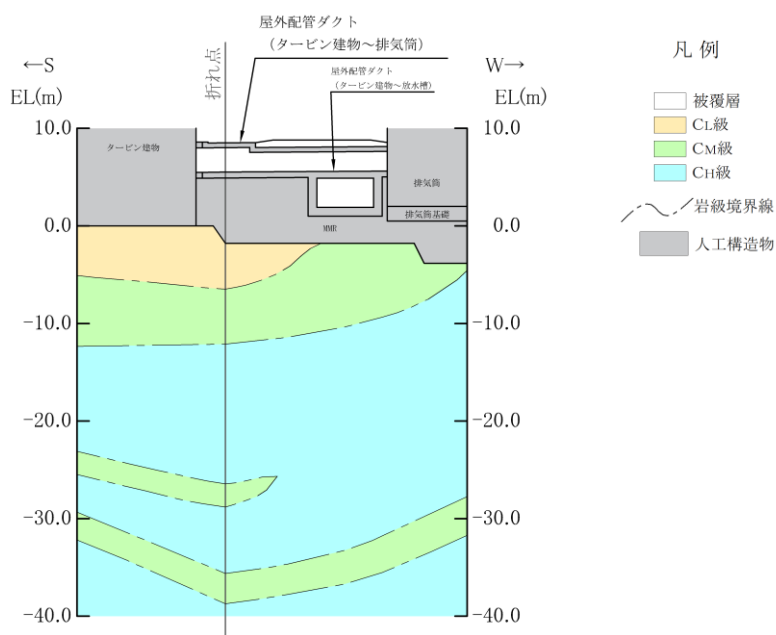 屋外配管ダクト
(タービン建物～排気筒)
←S
EL(m)
折れ点
屋外配管ダクト
(タービン建物～放水槽)
W→
EL(m)
凡 例
被覆層
CL級
CM級
CH級
岩級境界線
人工構造物
10.0
10.0
タービン建物
排気筒
排気筒基礎
MMR
0.0
0.0
-10.0
-10.0
-20.0
-20.0
-30.0
-30.0
-40.0
-40.0